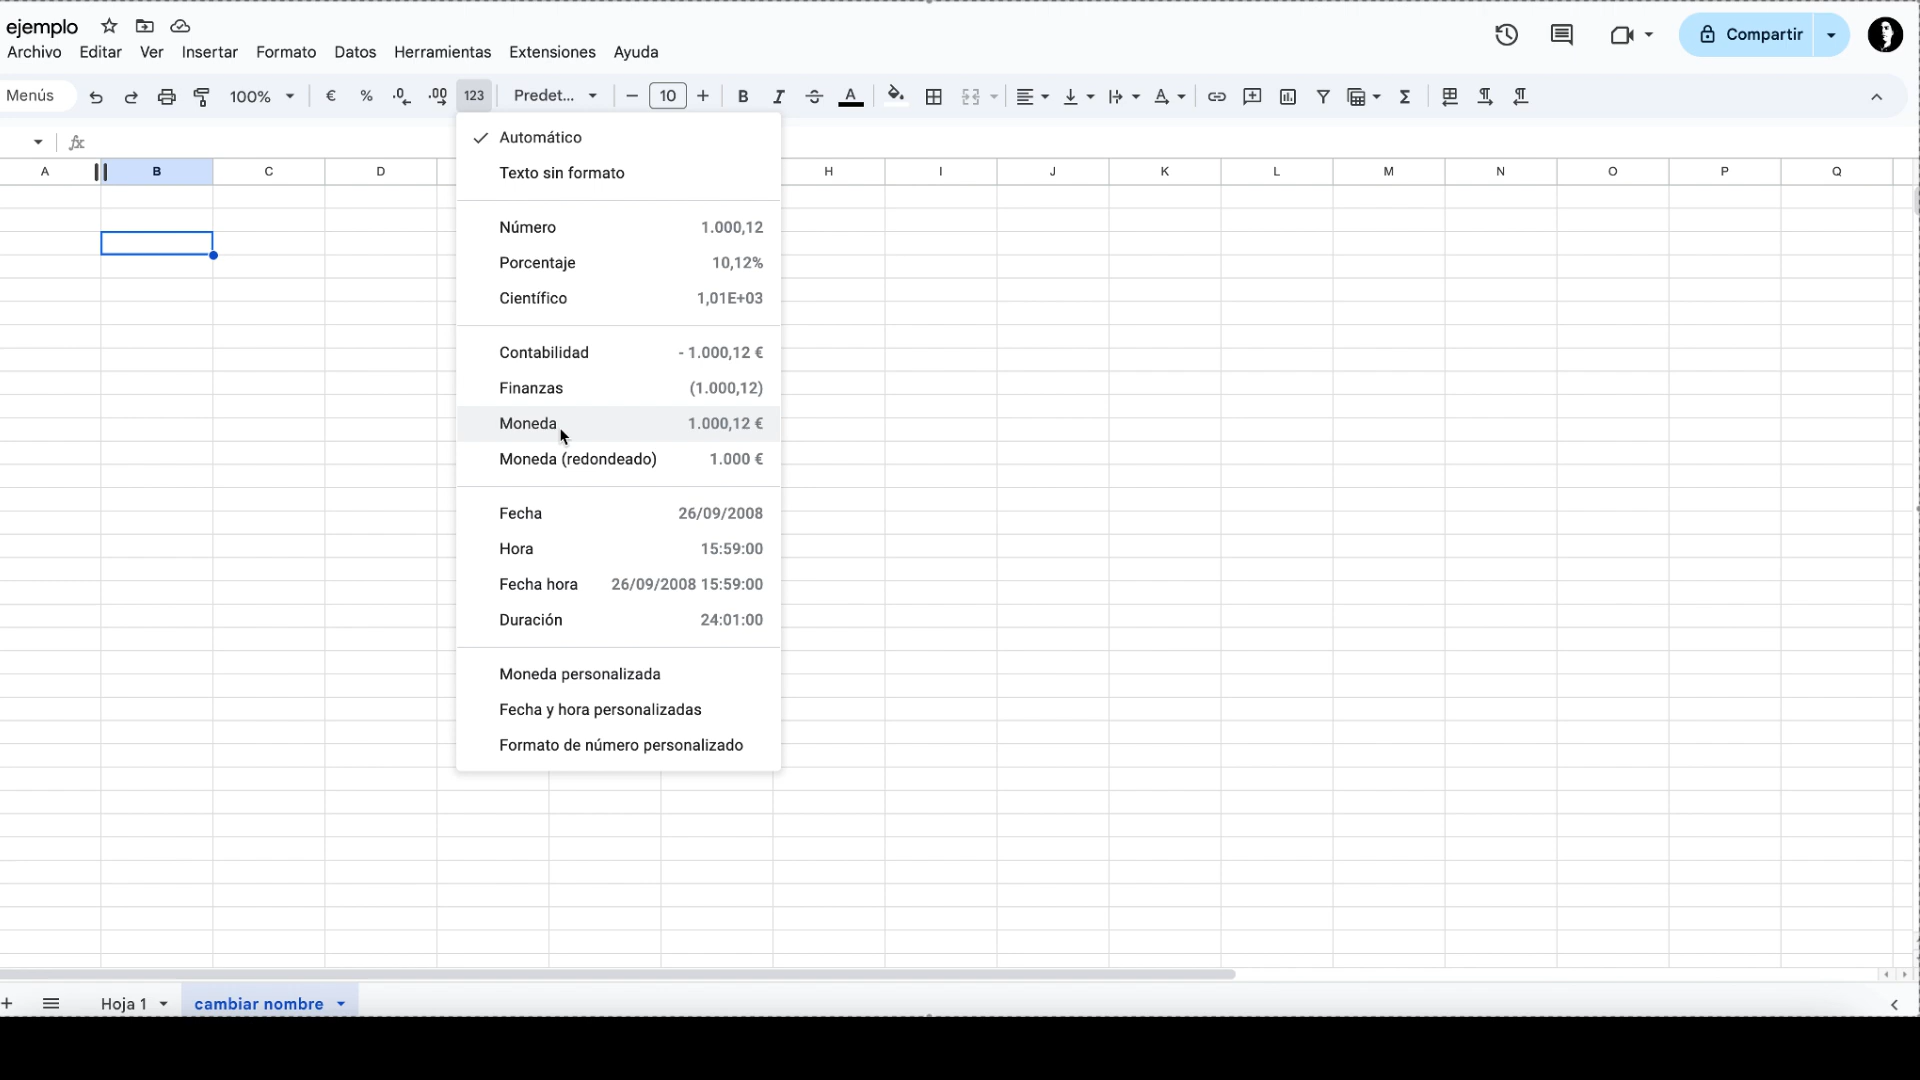 ejemplo
Archivo Editar Ver Insertar Formato Datos Herramientas Extensiones Ayuda
Compartir
Menús 100% € % .0 .00 123 Predet... 10 B I A Σ
fx
A B C D H I J K L M N O P Q
Automático
Texto sin formato
Número 1.000,12
Porcentaje 10,12%
Científico 1,01E+03
Contabilidad - 1.000,12 €
Finanzas (1.000,12)
Moneda 1.000,12 €
Moneda (redondeado) 1.000 €
Fecha 26/09/2008
Hora 15:59:00
Fecha hora 26/09/2008 15:59:00
Duración 24:01:00
Moneda personalizada
Fecha y hora personalizadas
Formato de número personalizado
Hoja 1 cambiar nombre